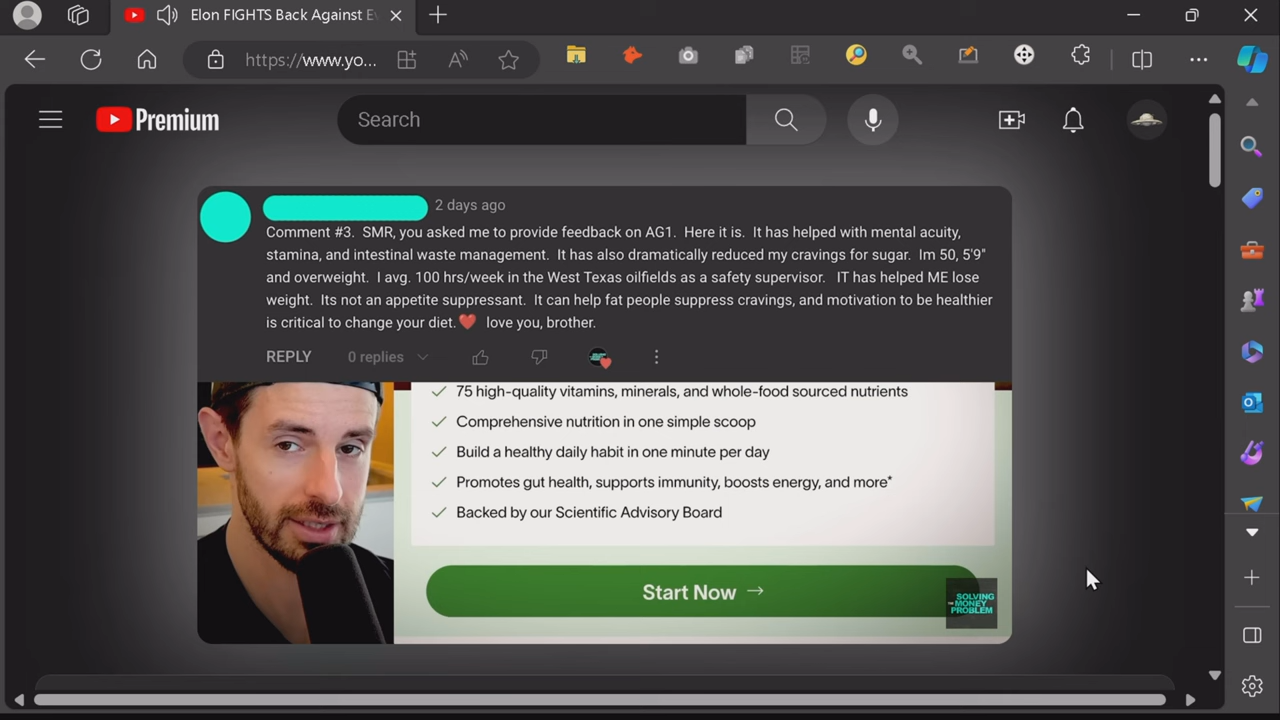 Elon FIGHTS Back Against E
https://www.yo...
Premium
Search
2 days ago
Comment #3.  SMR, you asked me to provide feedback on AG1.  Here it is.  It has helped with mental acuity,
stamina, and intestinal waste management.  It has also dramatically reduced my cravings for sugar.  Im 50, 5'9"
and overweight.  I avg. 100 hrs/week in the West Texas oilfields as a safety supervisor.   IT has helped ME lose
weight.  Its not an appetite suppressant.  It can help fat people suppress cravings, and motivation to be healthier
is critical to change your diet.❤️  love you, brother.
REPLY 0 replies
75 high-quality vitamins, minerals, and whole-food sourced nutrients
Comprehensive nutrition in one simple scoop
Build a healthy daily habit in one minute per day
Promotes gut health, supports immunity, boosts energy, and more*
Backed by our Scientific Advisory Board
Start Now →
SOLVING
THE MONEY
PROBLEM